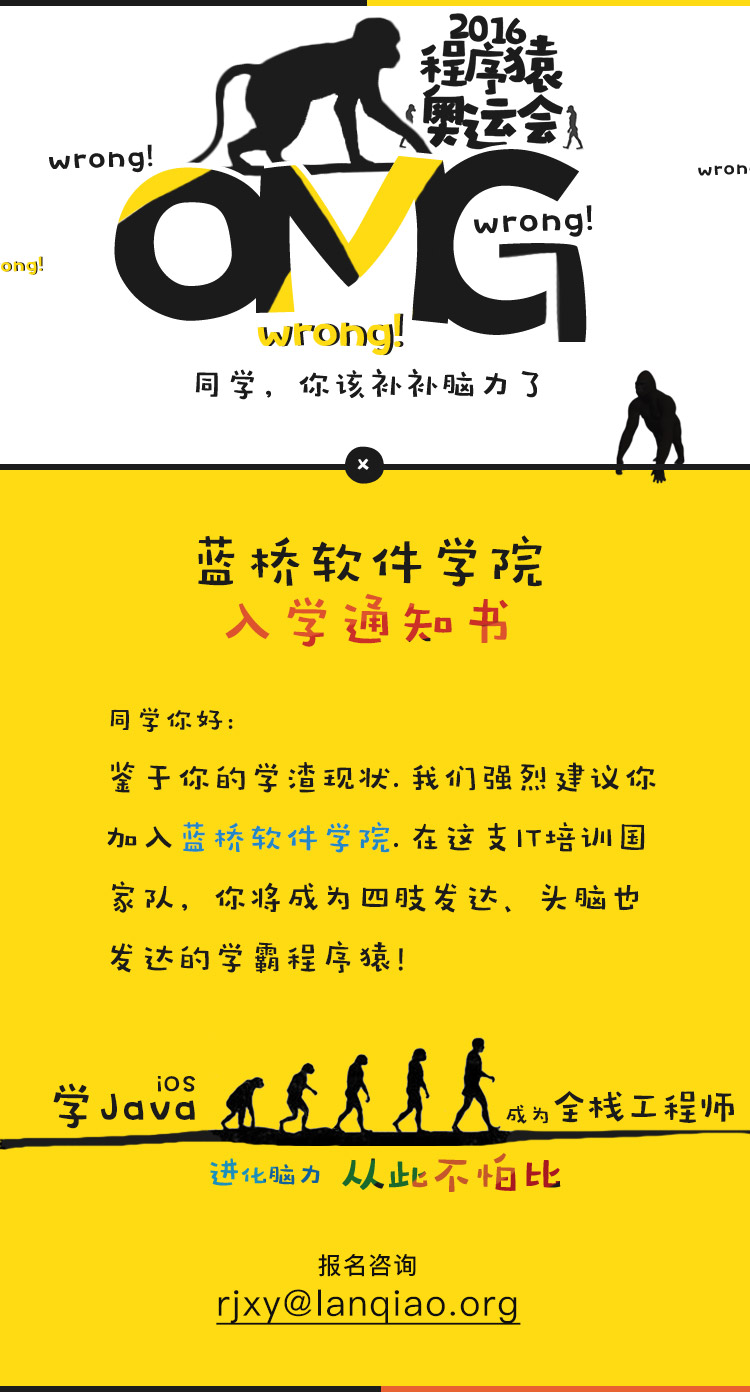 2016
程序猿
奥运会
wrong!
wron
OMG
wrong!
ong!
wrong!
同学，你该补补脑力了
×
蓝桥软件学院
入学通知书
同学你好:
鉴于你的学渣现状.我们强烈建议你
加入蓝桥软件学院.在这支IT培训国
家队，你将成为四肢发达、头脑也
发达的学霸程序猿!
iOS
学Java
成为全栈工程师
进化脑力 从此不怕比
报名咨询
rjxy@lanqiao.org